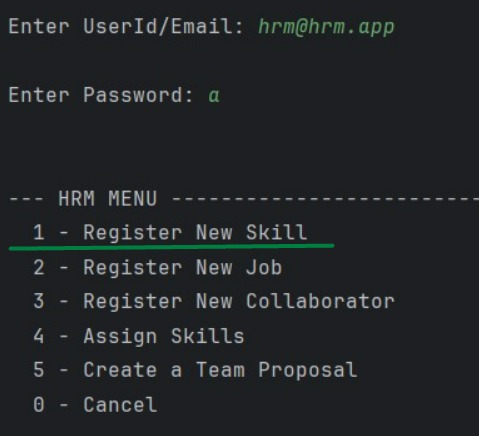 Enter UserId/Email: hrm@hrm.app
Enter Password: a
--- HRM MENU -------------------------
1 - Register New Skill
2 - Register New Job
3 - Register New Collaborator
4 - Assign Skills
5 - Create a Team Proposal
0 - Cancel